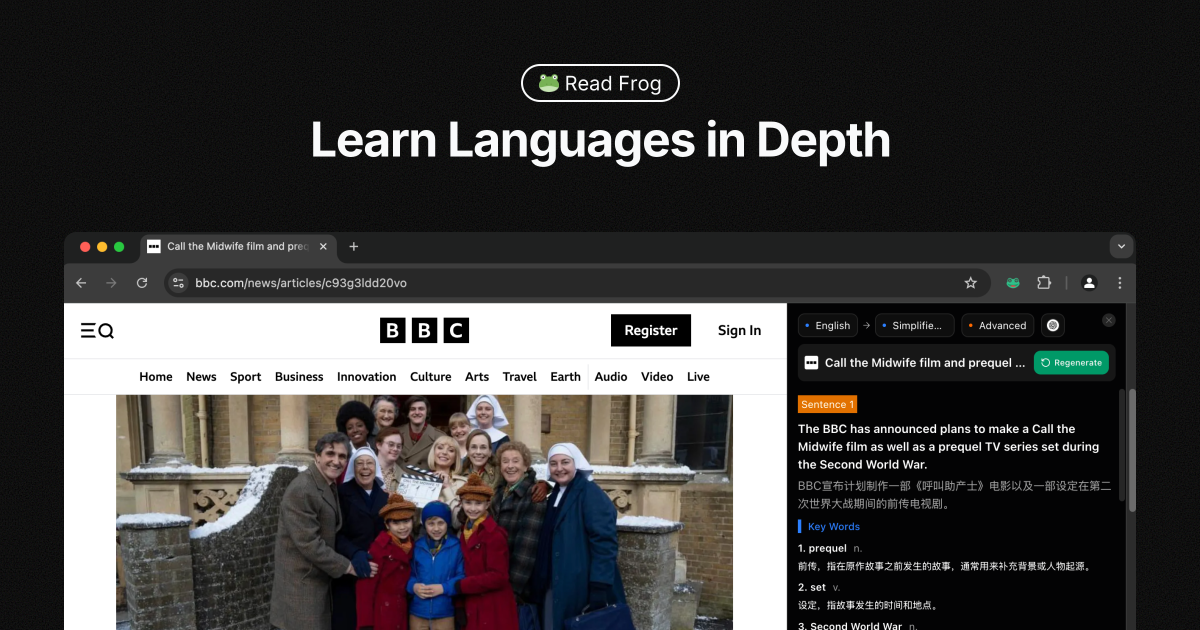 Read Frog
Learn Languages in Depth
Call the Midwife film and preq
bbc.com/news/articles/c93g3ldd20vo
BBC
Register
Sign In
Home News Sport Business Innovation Culture Arts Travel Earth Audio Video Live
English
Simplifie...
Advanced
Call the Midwife film and prequel ...
Regenerate
Sentence 1
The BBC has announced plans to make a Call the
Midwife film as well as a prequel TV series set during
the Second World War.
BBC宣布计划制作一部《呼叫助产士》电影以及一部设定在第二
次世界大战期间的前传电视剧。
Key Words
1. prequel n.
前传，指在原作故事之前发生的故事，通常用来补充背景或人物起源。
2. set v.
设定，指故事发生的时间和地点。
3. Second World War n.